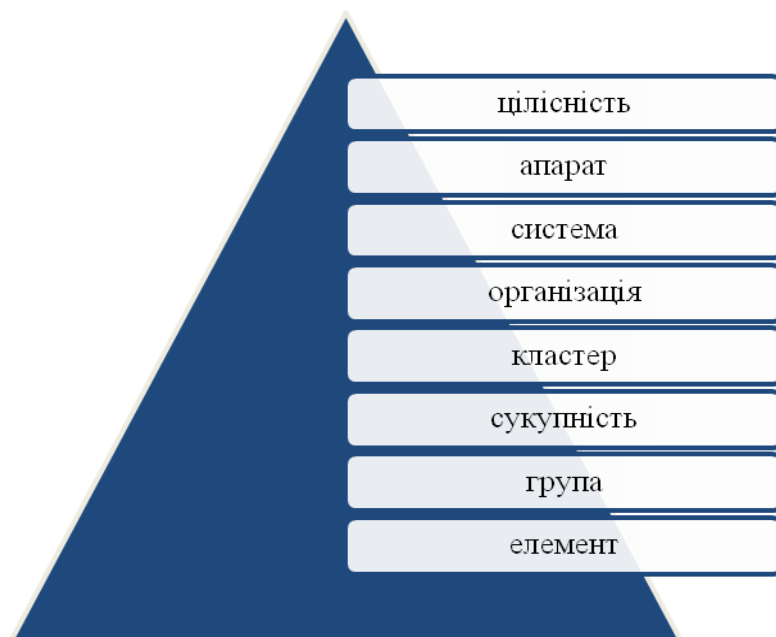 цілісність
апарат
система
організація
кластер
сукупність
група
елемент